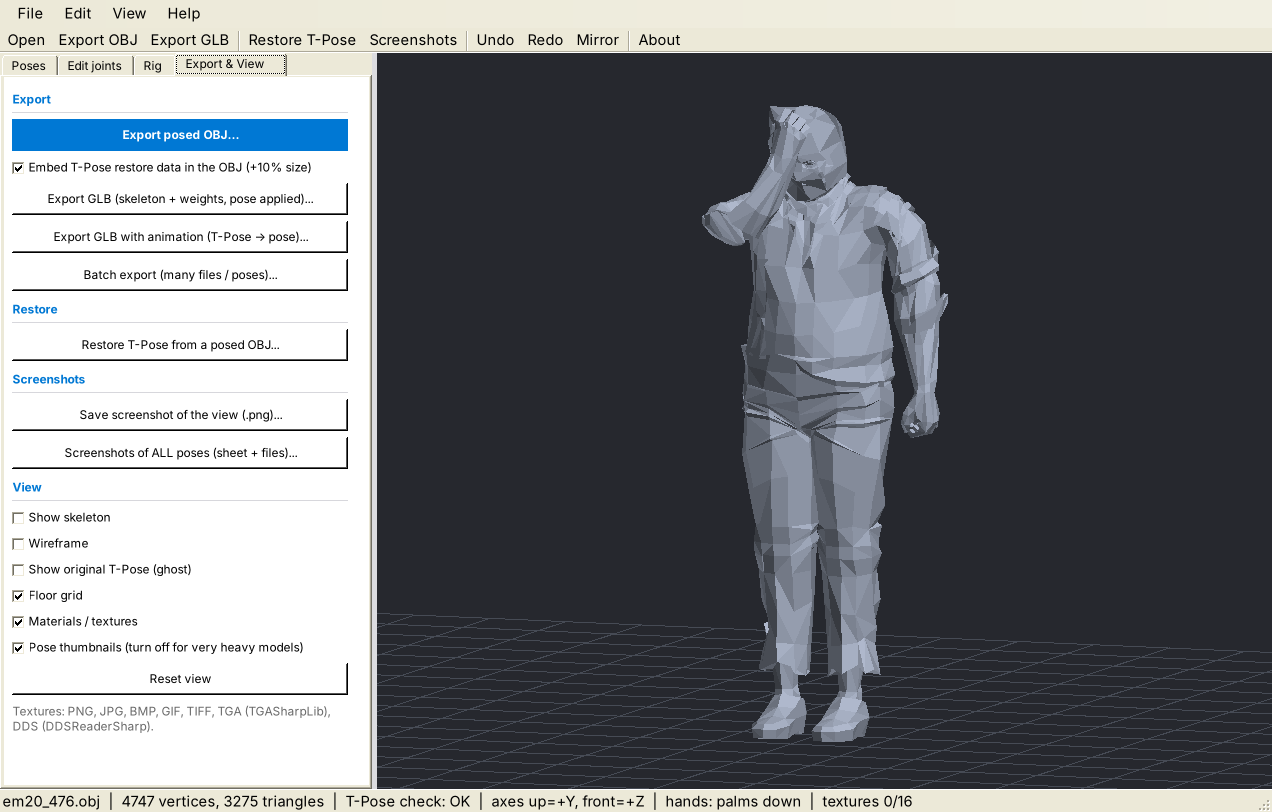 File Edit View Help
Open Export OBJ Export GLB Restore T-Pose Screenshots Undo Redo Mirror About
Poses Edit joints Rig Export & View
Export
Export posed OBJ...
Embed T-Pose restore data in the OBJ (+10% size)
Export GLB (skeleton + weights, pose applied)...
Export GLB with animation (T-Pose → pose)...
Batch export (many files / poses)...
Restore
Restore T-Pose from a posed OBJ...
Screenshots
Save screenshot of the view (.png)...
Screenshots of ALL poses (sheet + files)...
View
Show skeleton
Wireframe
Show original T-Pose (ghost)
Floor grid
Materials / textures
Pose thumbnails (turn off for very heavy models)
Reset view
Textures: PNG, JPG, BMP, GIF, TIFF, TGA (TGASharpLib),
DDS (DDSReaderSharp).
em20_476.obj | 4747 vertices, 3275 triangles | T-Pose check: OK | axes up=+Y, front=+Z | hands: palms down | textures 0/16